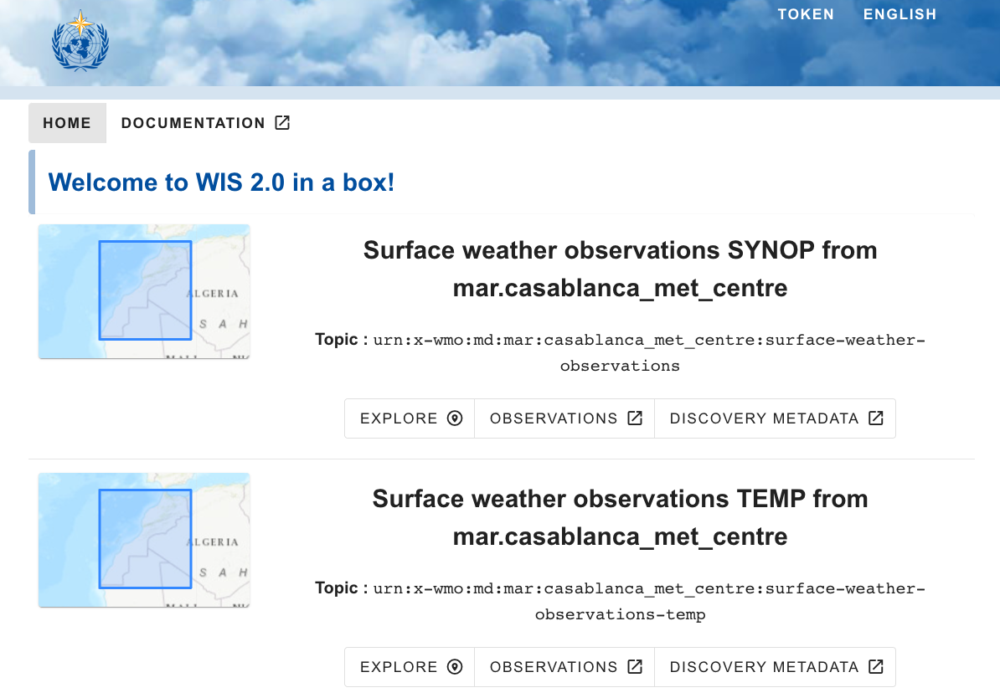 TOKEN ENGLISH
HOME DOCUMENTATION
Welcome to WIS 2.0 in a box!
ALGERIA
S A H
Surface weather observations SYNOP from
mar.casablanca_met_centre
Topic : urn:x-wmo:md:mar:casablanca_met_centre:surface-weather-
observations
EXPLORE OBSERVATIONS DISCOVERY METADATA
ALGERIA
S A H
Surface weather observations TEMP from
mar.casablanca_met_centre
Topic : urn:x-wmo:md:mar:casablanca_met_centre:surface-weather-
observations-temp
EXPLORE OBSERVATIONS DISCOVERY METADATA